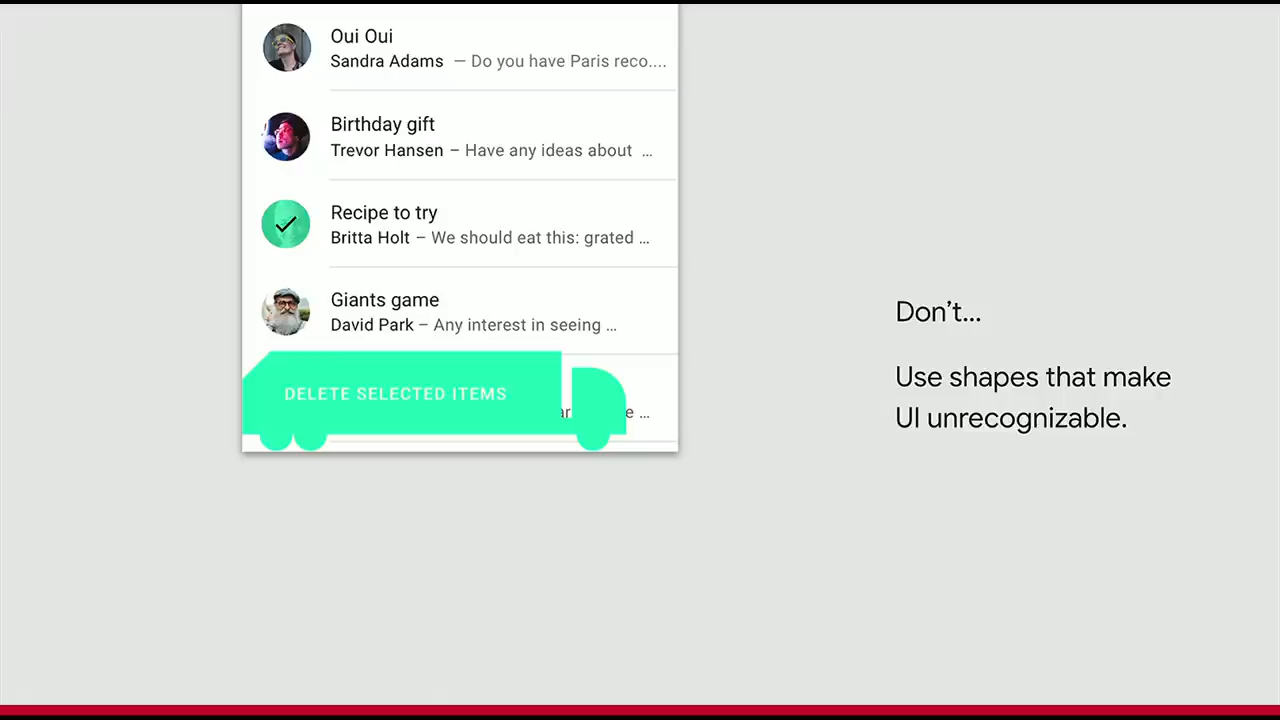 Oui Oui
Sandra Adams — Do you have Paris reco....
Birthday gift
Trevor Hansen – Have any ideas about …
Recipe to try
Britta Holt – We should eat this: grated …
Giants game
David Park – Any interest in seeing …
DELETE SELECTED ITEMS
Don’t...
Use shapes that make
UI unrecognizable.